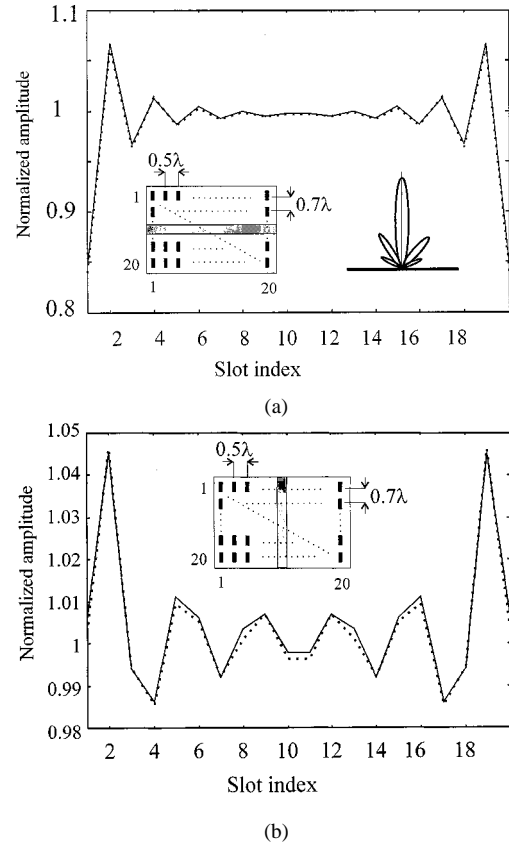 1.1
1
0.9
0.8
Normalized amplitude
0.5λ
1
0.7λ
20
1
20
2 4 6 8 10 12 14 16 18
Slot index
(a)
1.05
1.04
1.03
1.02
1.01
1
0.99
0.98
Normalized amplitude
0.5λ
1
0.7λ
20
1
20
2 4 6 8 10 12 14 16 18
Slot index
(b)